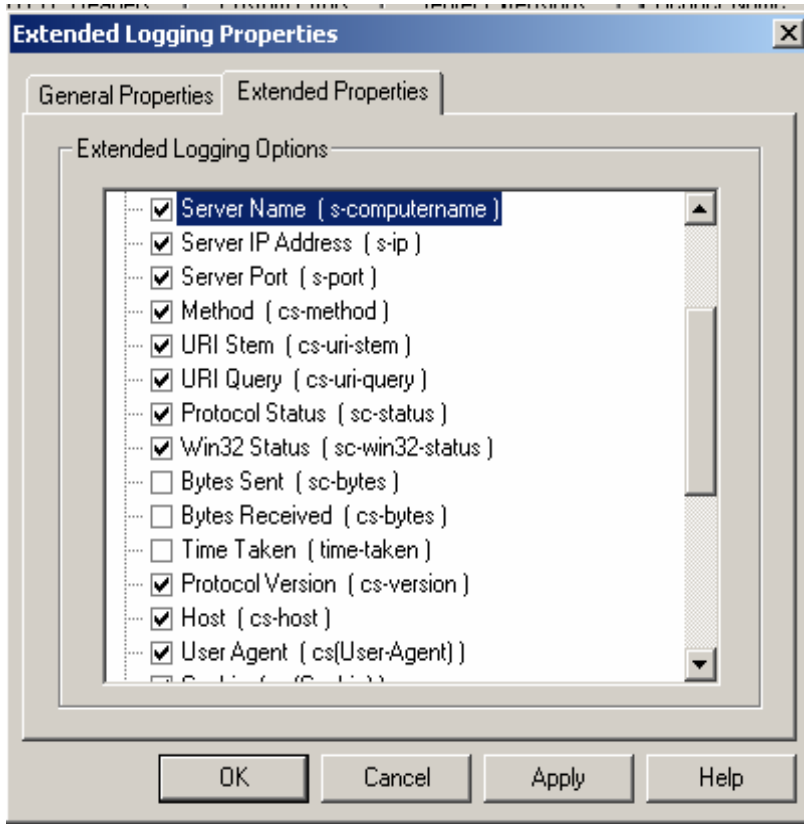 Extended Logging Properties
General Properties
Extended Properties
Extended Logging Options
Server Name ( s-computername )
Server IP Address ( s-ip )
Server Port ( s-port )
Method ( cs-method )
URI Stem ( cs-uri-stem )
URI Query ( cs-uri-query )
Protocol Status ( sc-status )
Win32 Status ( sc-win32-status )
Bytes Sent ( sc-bytes )
Bytes Received ( cs-bytes )
Time Taken ( time-taken )
Protocol Version ( cs-version )
Host ( cs-host )
User Agent ( cs(User-Agent) )
OK
Cancel
Apply
Help